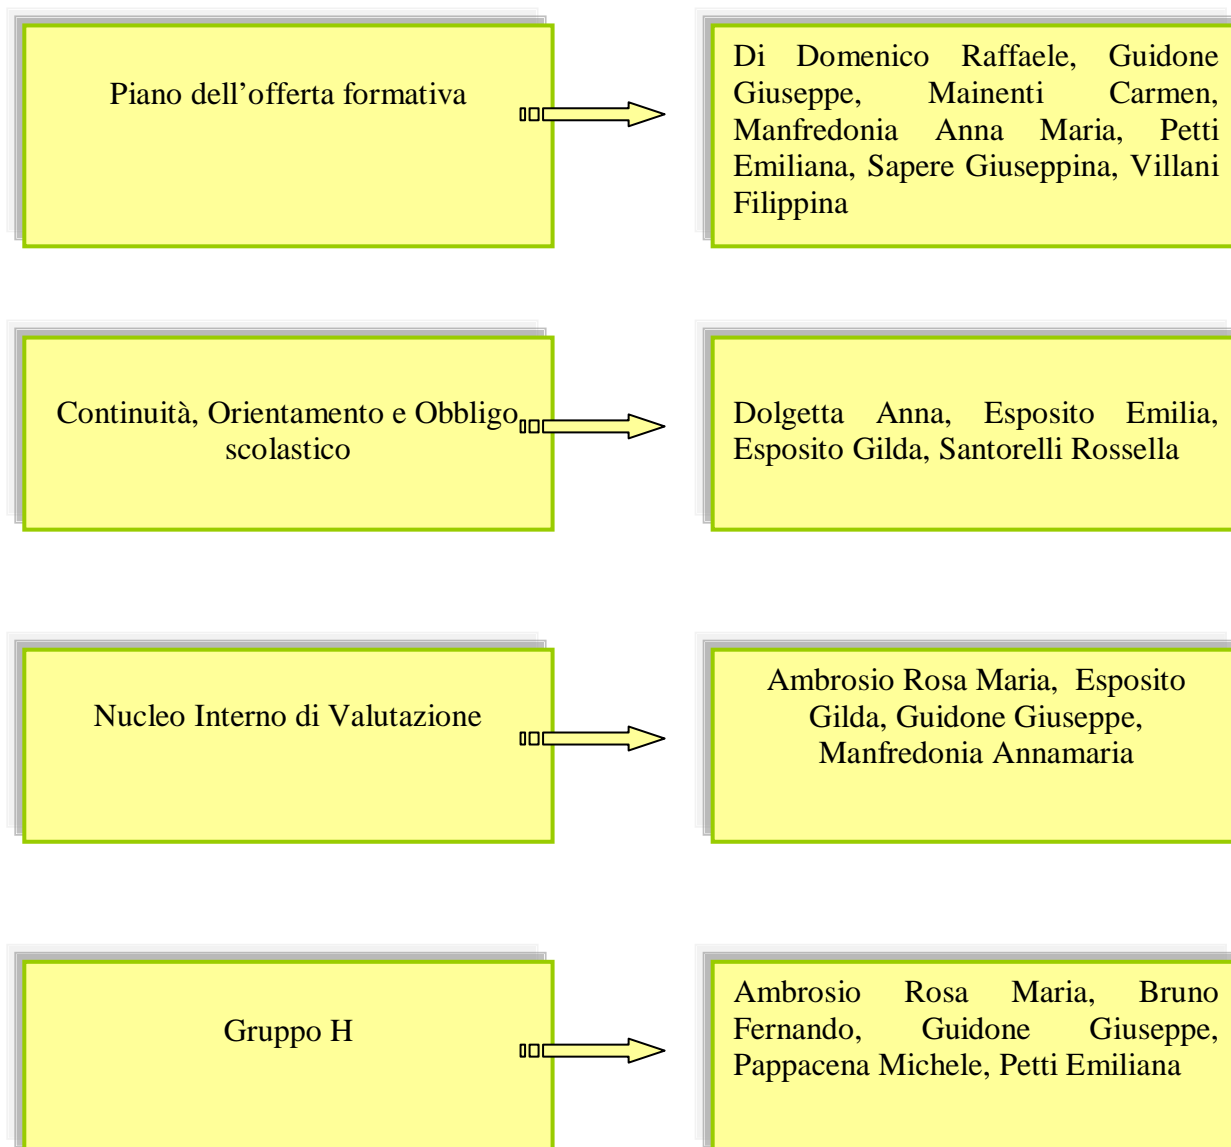 Piano dell’offerta formativa
Di Domenico Raffaele, Guidone
Giuseppe, Mainenti Carmen,
Manfredonia Anna Maria, Petti
Emiliana, Sapere Giuseppina, Villani
Filippina
Continuità, Orientamento e Obbligo
scolastico
Dolgetta Anna, Esposito Emilia,
Esposito Gilda, Santorelli Rossella
Nucleo Interno di Valutazione
Ambrosio Rosa Maria, Esposito
Gilda, Guidone Giuseppe,
Manfredonia Annamaria
Gruppo H
Ambrosio Rosa Maria, Bruno
Fernando, Guidone Giuseppe,
Pappacena Michele, Petti Emiliana